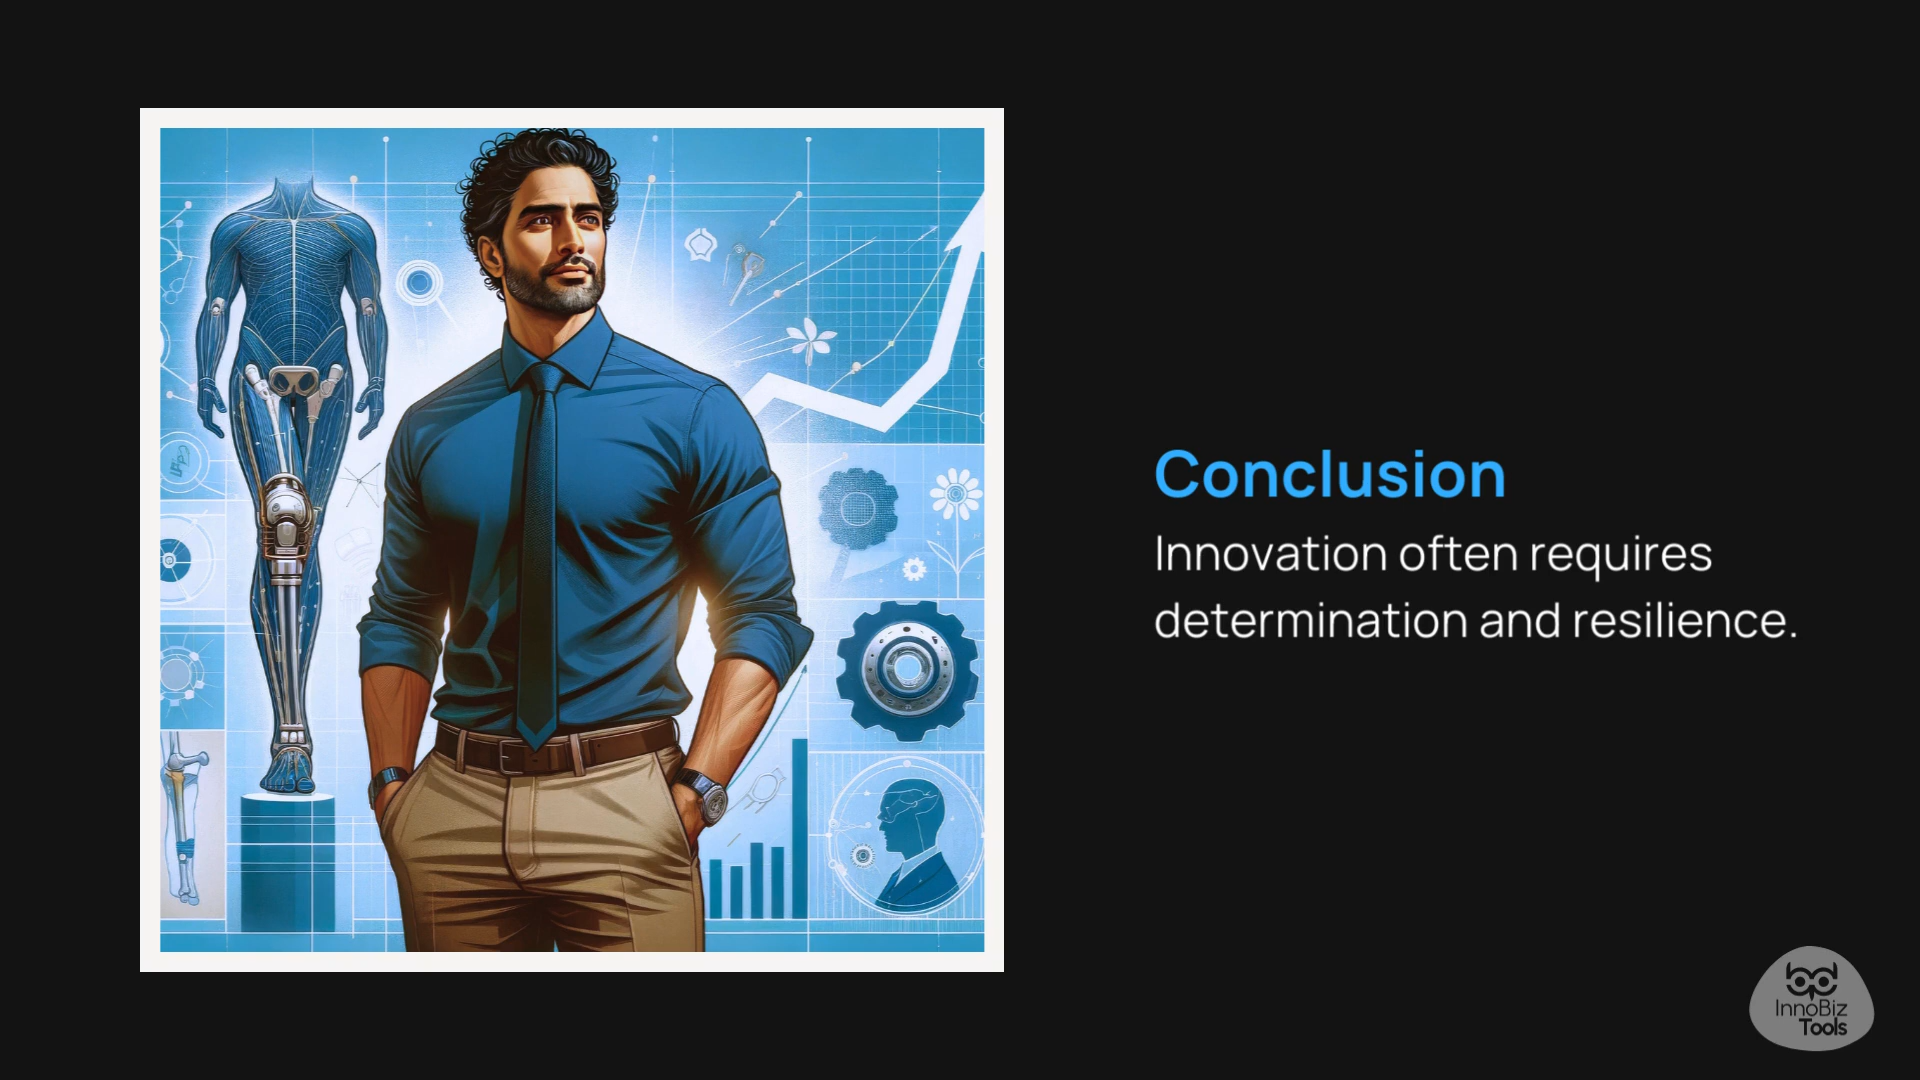 Conclusion
Innovation often requires
determination and resilience.
InnoBiz
Tools